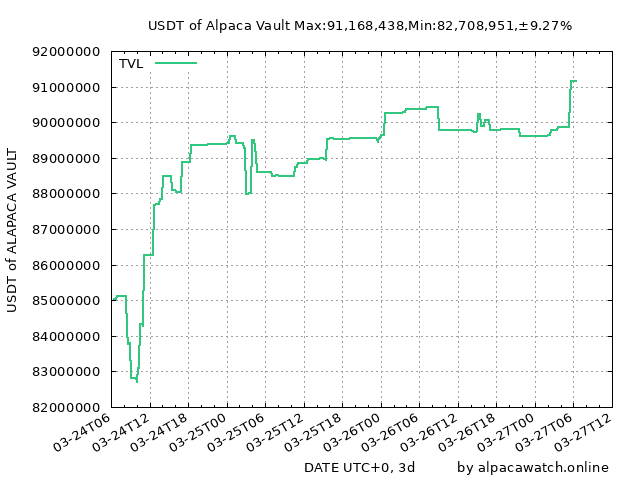 USDT of Alpaca Vault Max:91,168,438,Min:82,708,951,±9.27%
92000000
TVL
91000000
90000000
89000000
88000000
87000000
86000000
85000000
84000000
83000000
82000000
USDT of ALAPACA VAULT
03-24T06
03-24T12
03-24T18
03-25T00
03-25T06
03-25T12
03-25T18
03-26T00
03-26T06
03-26T12
03-26T18
03-27T00
03-27T06
03-27T12
DATE UTC+0, 3d
by alpacawatch.online